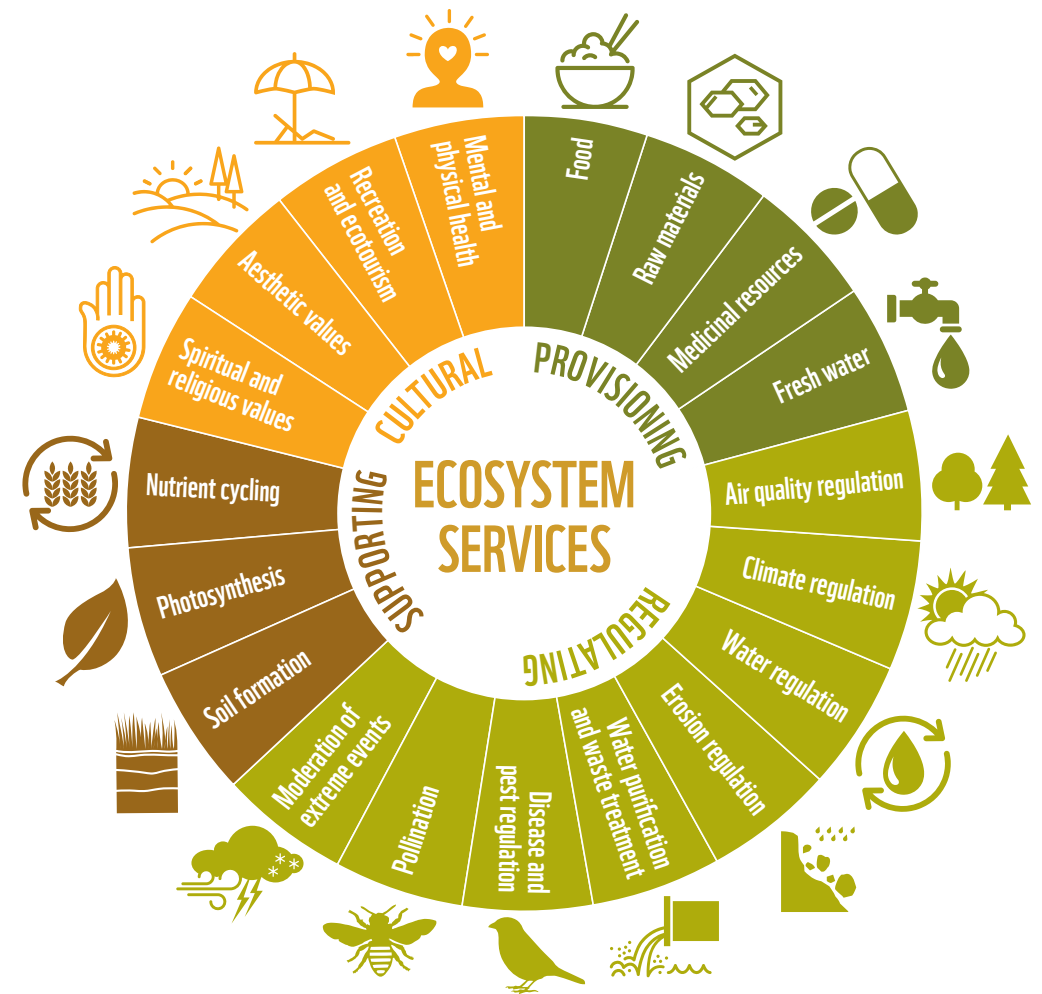 ECOSYSTEM
SERVICES
PROVISIONING
Food
Raw materials
Medicinal resources
Fresh water
REGULATING
Air quality regulation
Climate regulation
Water regulation
Erosion regulation
Water purification
and waste treatment
Disease and
pest regulation
Pollination
Moderation of
extreme events
SUPPORTING
Soil formation
Photosynthesis
Nutrient cycling
CULTURAL
Spiritual and
religious values
Aesthetic values
Recreation
and ecotourism
Mental and
physical health